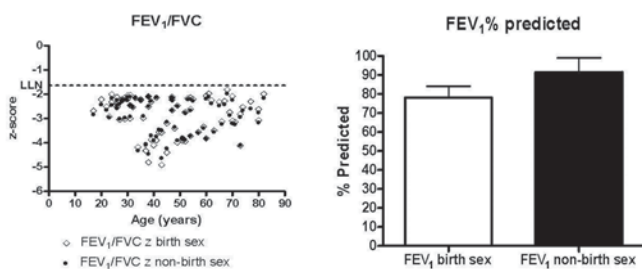 FEV₁/FVC
0
-1
LLN
-2
-3
-4
-5
-6
z-score
0 10 20 30 40 50 60 70 80 90
Age (years)
◇ FEV₁/FVC z birth sex
• FEV₁/FVC z non-birth sex
FEV₁% predicted
100
90
80
70
60
50
40
30
20
10
0
% Predicted
FEV₁ birth sex FEV₁ non-birth sex